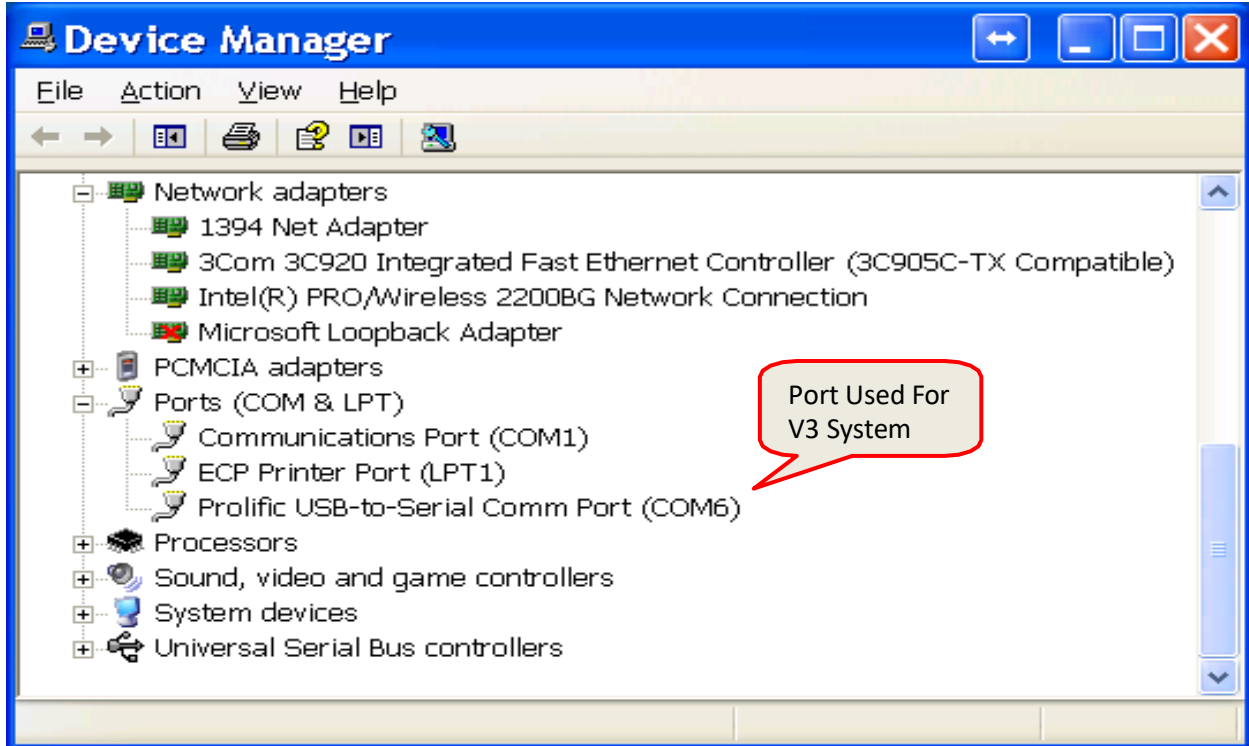 Device Manager
File Action View Help
Network adapters
1394 Net Adapter
3Com 3C920 Integrated Fast Ethernet Controller (3C905C-TX Compatible)
Intel(R) PRO/Wireless 2200BG Network Connection
Microsoft Loopback Adapter
PCMCIA adapters
Ports (COM & LPT)
Communications Port (COM1)
ECP Printer Port (LPT1)
Prolific USB-to-Serial Comm Port (COM6)
Processors
Sound, video and game controllers
System devices
Universal Serial Bus controllers
Port Used For
V3 System